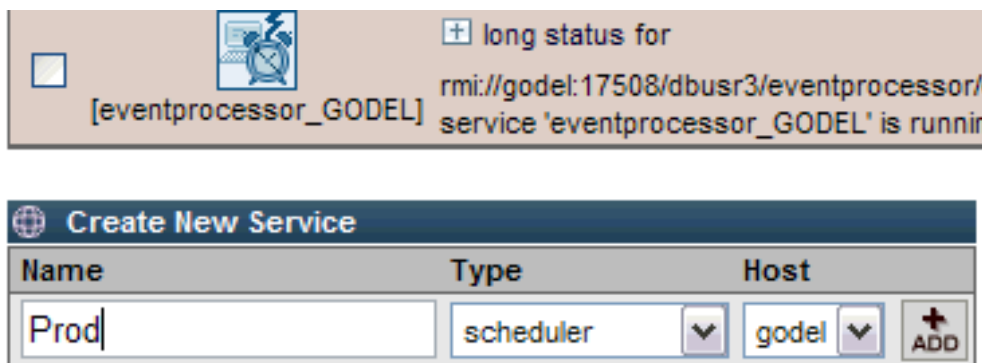 long status for
[eventprocessor_GODEL]
rmi://godel:17508/dbusr3/eventprocessor/
service 'eventprocessor_GODEL' is
Create New Service
Name Type Host
Prod scheduler godel ADD